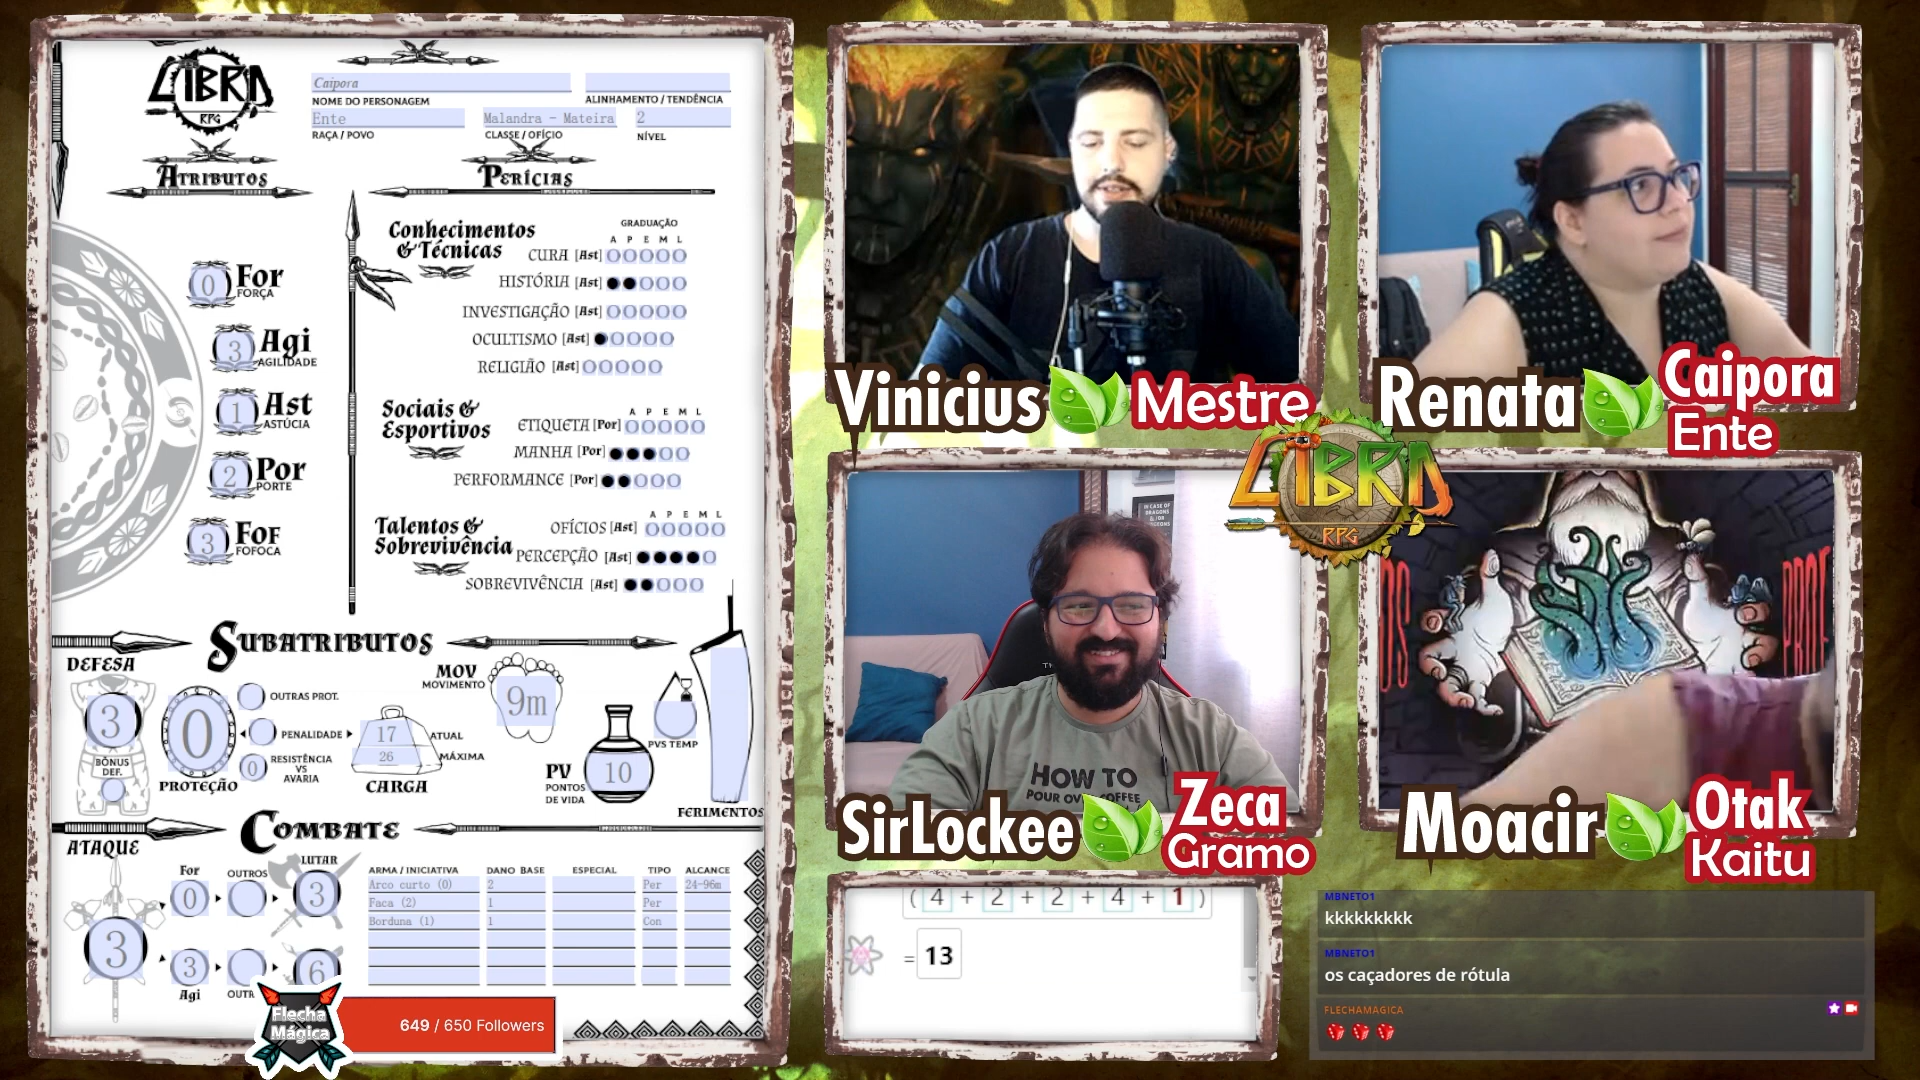 LIBRA
RPG
Caipora
NOME DO PERSONAGEM
ALINHAMENTO / TENDÊNCIA
Ente
Malandra - Mateira
2
RAÇA / POVO
CLASSE / OFÍCIO
NÍVEL
ATRIBUTOS
0 For
FORÇA
3 Agi
AGILIDADE
1 Ast
ASTÚCIA
2 Por
PORTE
3 Fof
FOFOCA
PERÍCIAS
Conhecimentos
& Técnicas
GRADUAÇÃO
A P E M L
CURA [Ast]
HISTÓRIA [Ast]
INVESTIGAÇÃO [Ast]
OCULTISMO [Ast]
RELIGIÃO [Ast]
Sociais &
Esportivos
A P E M L
ETIQUETA [Por]
MANHA [Por]
PERFORMANCE [Por]
Talentos &
Sobrevivência
A P E M L
OFÍCIOS [Ast]
PERCEPÇÃO [Ast]
SOBREVIVÊNCIA [Ast]
SUBATRIBUTOS
DEFESA
3
BÔNUS
DEF.
0
PROTEÇÃO
OUTRAS PROT.
PENALIDADE
0
RESISTÊNCIA
VS
AVARIA
17
ATUAL
26
MÁXIMA
CARGA
MOV
MOVIMENTO
9m
PV
PONTOS
DE VIDA
10
PVS TEMP
FERIMENTOS
COMBATE
ATAQUE
3
For
0
OUTROS
LUTAR
3
3
Agi
OUTR
6
ARMA / INICIATIVA DANO BASE ESPECIAL TIPO ALCANCE
Arco curto (0) 2 Per 24-96m
Faca (2) 1 Per
Borduna (1) 1 Con
Flecha
Mágica
649 / 650 Followers
Vinicius Mestre
Renata Caipora
Ente
LIBRA
RPG
IN CASE OF
DRAGONS
HOW TO
POUR OVER COFFEE
SirLockee Zeca
Gramo
Moacir Otak
Kaitu
( 4 + 2 + 2 + 4 + 1 )
= 13
MBNETO1
kkkkkkkkk
MBNETO1
os caçadores de rótula
FLECHAMAGICA